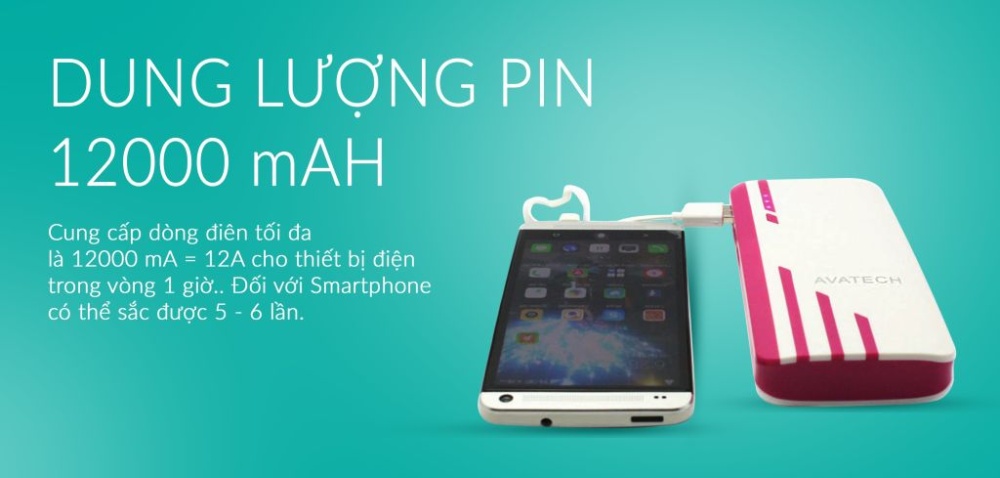 DUNG LƯỢNG PIN
12000 mAH
Cung cấp dòng điên tối đa
là 12000 mA = 12A cho thiết bị điện
trong vòng 1 giờ.. Đối với Smartphone
có thể sắc được 5 - 6 lần.
AVATECH